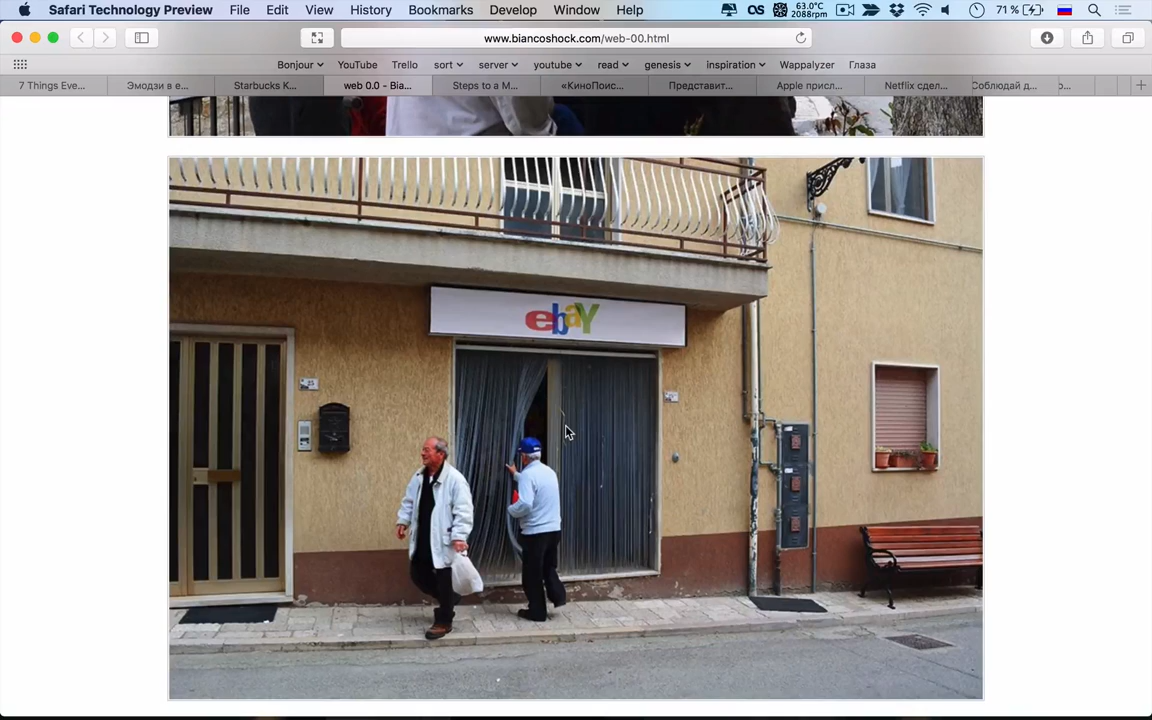 Safari Technology Preview File Edit View History Bookmarks Develop Window Help OS 63.0°C 2088rpm 71 %
www.biancoshock.com/web-00.html
Bonjour YouTube Trello sort server youtube read genesis inspiration Wappalyzer Глаза
7 Things Eve... Эмодзи в е... Starbucks K... web 0.0 – Bia... Steps to a M... «КиноПоис... Представит... Apple присл... Netflix сдел... Соблюдай д...
ebaY
23